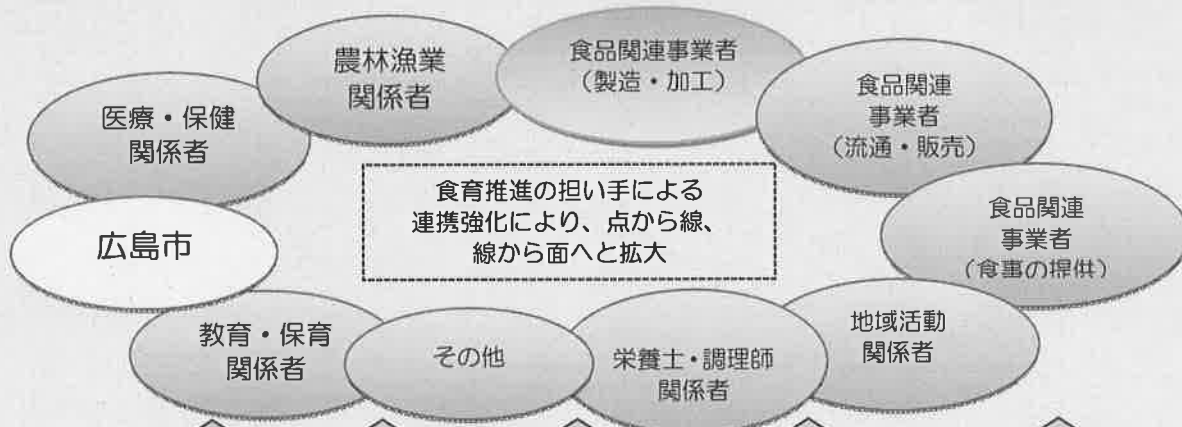 農林漁業
関係者
食品関連事業者
(製造・加工)
食品関連
事業者
(流通・販売)
医療・保健
関係者
食育推進の担い手による
連携強化により、点から線、
線から面へと拡大
食品関連
事業者
(食事の提供)
広島市
教育・保育
関係者
その他
栄養士・調理師
関係者
地域活動
関係者